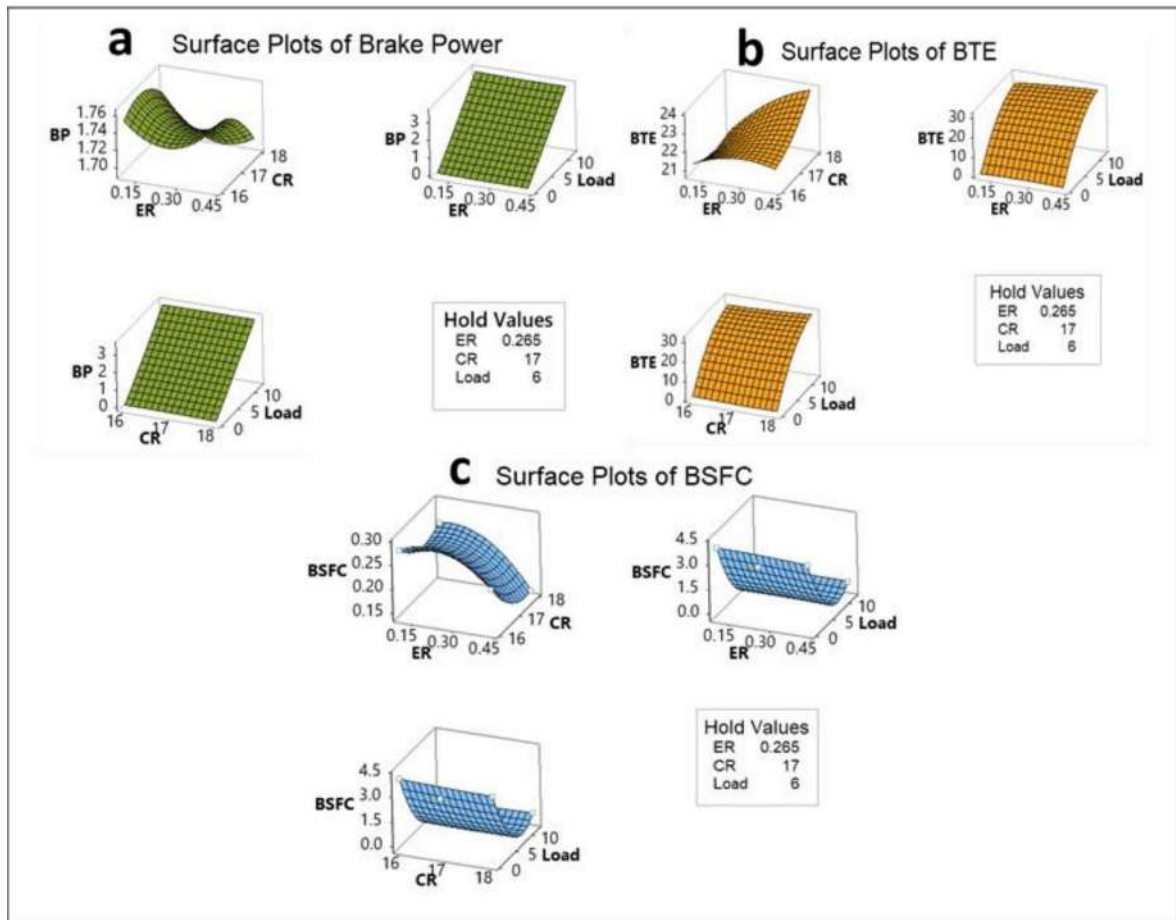 a Surface Plots of Brake Power
1.76
1.74
1.72
1.70
BP
0.15 0.30 0.45
ER
16 17 18
CR
3
2
1
0
BP
0.15 0.30 0.45
ER
0 5 10
Load
3
2
1
0
BP
16 17 18
CR
0 5 10
Load
Hold Values
ER 0.265
CR 17
Load 6
b Surface Plots of BTE
24
23
22
21
BTE
0.15 0.30 0.45
ER
16 17 18
CR
30
20
10
0
BTE
0.15 0.30 0.45
ER
0 5 10
Load
30
20
10
0
BTE
16 17 18
CR
0 5 10
Load
Hold Values
ER 0.265
CR 17
Load 6
c Surface Plots of BSFC
0.30
0.25
0.20
0.15
BSFC
0.15 0.30 0.45
ER
16 17 18
CR
4.5
3.0
1.5
0.0
BSFC
0.15 0.30 0.45
ER
0 5 10
Load
4.5
3.0
1.5
0.0
BSFC
16 17 18
CR
0 5 10
Load
Hold Values
ER 0.265
CR 17
Load 6